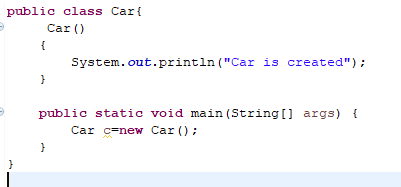 public class Car{
Car()
{
System.out.println("Car is created");
}
public static void main(String[] args) {
Car c=new Car();
}
}